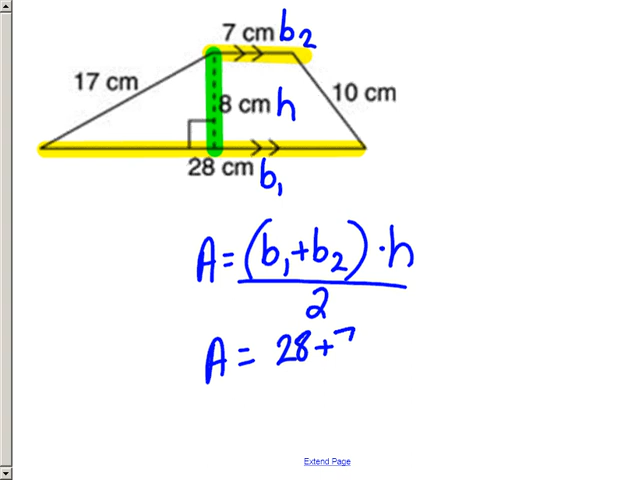 7 cm b₂
17 cm
8 cm h
10 cm
28 cm b₁
A = (b₁ + b₂) · h
2
A = 28 + 7
Extend Page